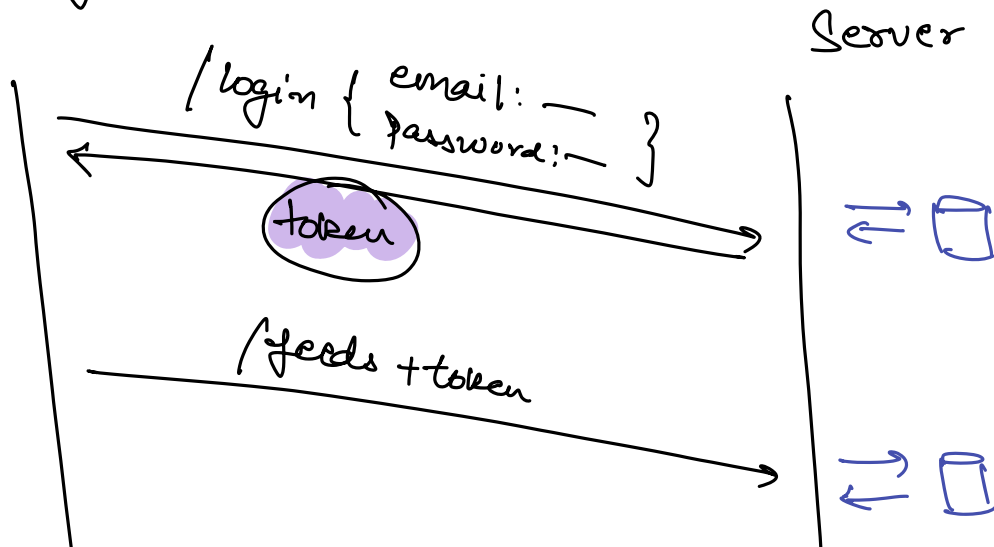 Server
/login { email: —
password: — }
token
/feeds + token